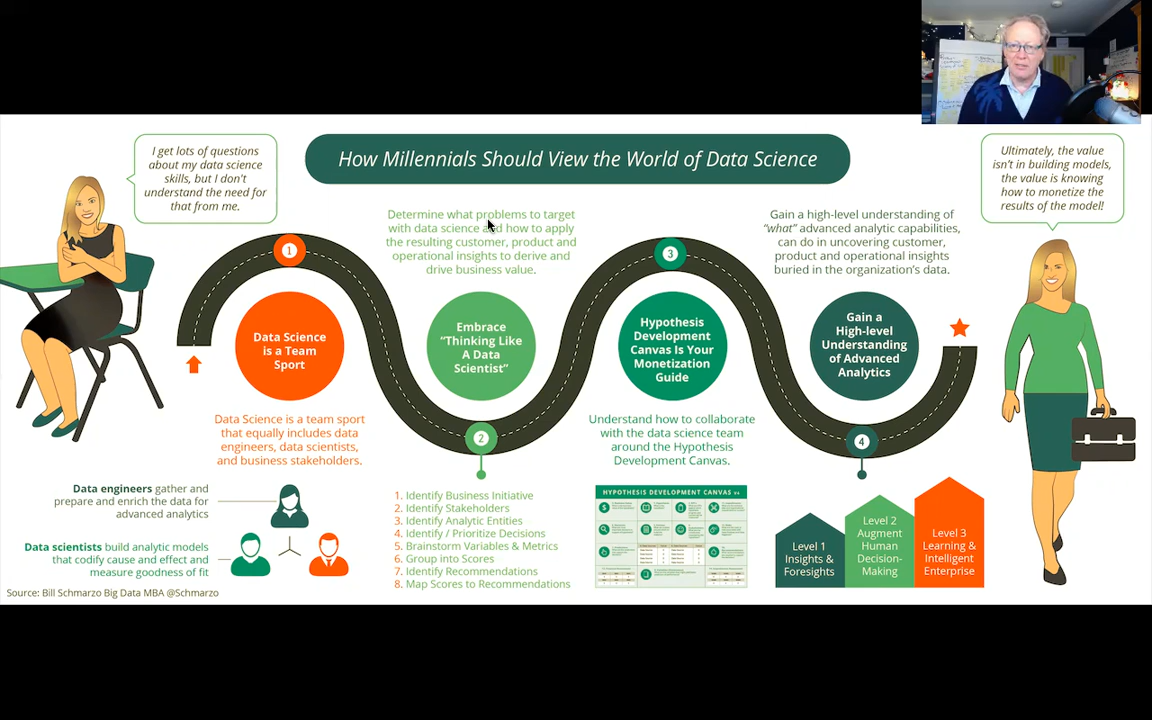 I get lots of questions
about my data science
skills, but I don't
understand the need for
that from me.
How Millennials Should View the World of Data Science
Ultimately, the value
isn't in building models,
the value is knowing
how to monetize the
results of the model!
Determine what problems to target
with data science and how to apply
the resulting customer, product and
operational insights to derive and
drive business value.
Gain a high-level understanding of
"what" advanced analytic capabilities,
can do in uncovering customer,
product and operational insights
buried in the organization's data.
1
3
Data Science
is a Team
Sport
Embrace
"Thinking Like
A Data
Scientist"
Hypothesis
Development
Canvas Is Your
Monetization
Guide
Gain a
High-level
Understanding
of Advanced
Analytics
Data Science is a team sport
that equally includes data
engineers, data scientists,
and business stakeholders.
2
Understand how to collaborate
with the data science team
around the Hypothesis
Development Canvas.
4
Data engineers gather and
prepare and enrich the data for
advanced analytics
Data scientists build analytic models
that codify cause and effect and
measure goodness of fit
1. Identify Business Initiative
2. Identify Stakeholders
3. Identify Analytic Entities
4. Identify / Prioritize Decisions
5. Brainstorm Variables & Metrics
6. Group into Scores
7. Identify Recommendations
8. Map Scores to Recommendations
HYPOTHESIS DEVELOPMENT CANVAS
Level 1
Insights &
Foresights
Level 2
Augment
Human
Decision-
Making
Level 3
Learning &
Intelligent
Enterprise
Source: Bill Schmarzo Big Data MBA @Schmarzo